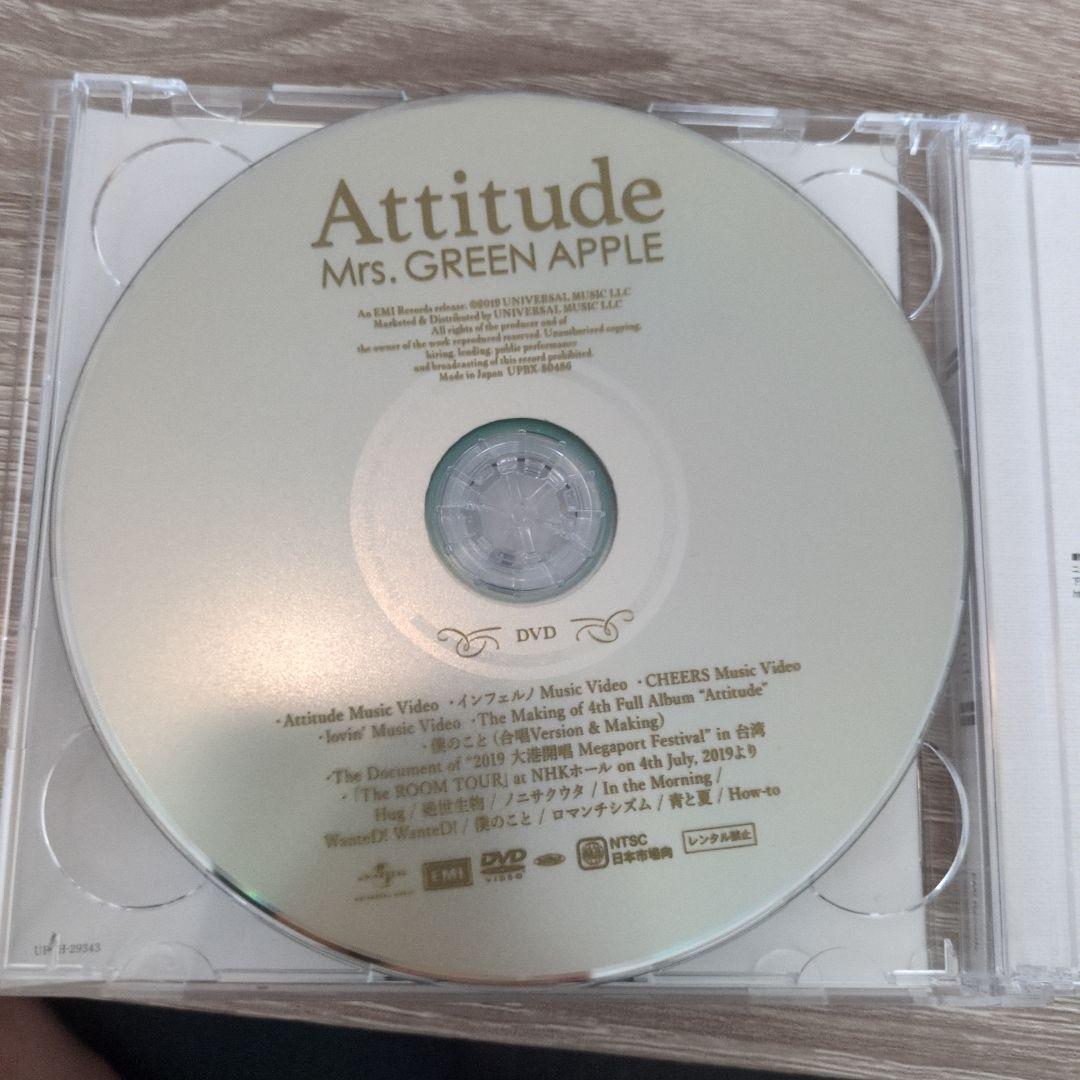 Attitude
Mrs. GREEN APPLE
An EMI Records release. ℗©2019 UNIVERSAL MUSIC LLC
Marketed & Distributed by UNIVERSAL MUSIC LLC
All rights of the producer and of
the owner of the work reproduced reserved. Unauthorized copying,
hiring, lending, public performance
and broadcasting of this record prohibited.
Made in Japan UPBX-80486
DVD
・Attitude Music Video ・インフェルノ Music Video ・CHEERS Music Video
・lovin' Music Video ・The Making of 4th Full Album "Attitude"
・僕のこと (合唱Version & Making)
・The Document of "2019 大港開唱 Megaport Festival" in 台湾
・「The ROOM TOUR」 at NHKホール on 4th July, 2019より
Hug / 絶世生物 / ノニサクウタ / In the Morning /
WanteD! WanteD! / 僕のこと / ロマンチシズム / 青と夏 / How-to
EMI
DVD
VIDEO
NTSC
日本市場向
レンタル禁止
-29343